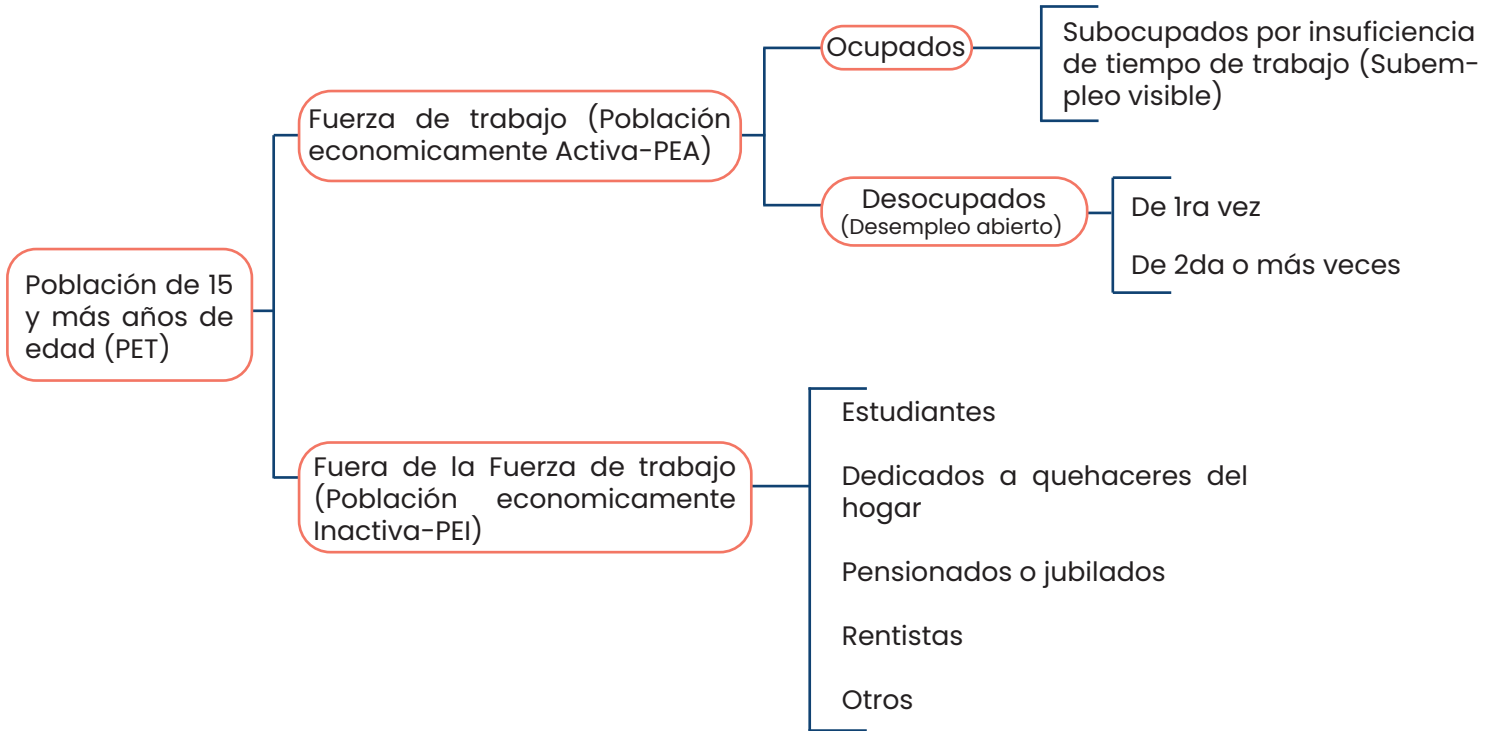 Población de 15
y más años de
edad (PET)
Fuerza de trabajo (Población
economicamente Activa-PEA)
Ocupados
Subocupados por insuficiencia
de tiempo de trabajo (Subem-
pleo visible)
Desocupados
(Desempleo abierto)
De 1ra vez
De 2da o más veces
Fuera de la Fuerza de trabajo
(Población economicamente
Inactiva-PEI)
Estudiantes
Dedicados a quehaceres del
hogar
Pensionados o jubilados
Rentistas
Otros